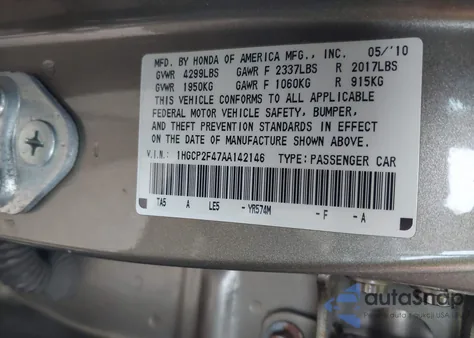 MFD. BY HONDA OF AMERICA MFG., INC. 05/'10
GVWR 4299LBS GAWR F 2337LBS R 2017LBS
GVWR 1950KG GAWR F 1060KG R 915KG
THIS VEHICLE CONFORMS TO ALL APPLICABLE
FEDERAL MOTOR VEHICLE SAFETY, BUMPER,
AND THEFT PREVENTION STANDARDS IN EFFECT
ON THE DATE OF MANUFACTURE SHOWN ABOVE.
V.I.N.: 1HGCP2F47AA142146 TYPE: PASSENGER CAR
TA5 A LE5 -YR574M -F -A
autoSnap